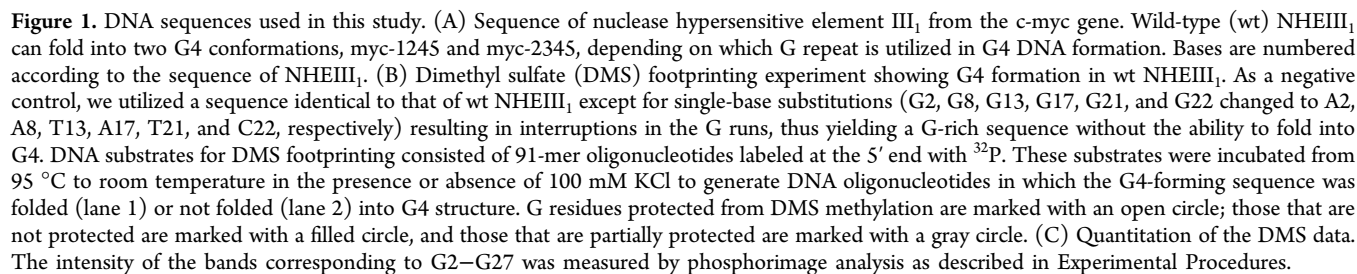 Figure 1. DNA sequences used in this study. (A) Sequence of nuclease hypersensitive element III₁ from the c-myc gene. Wild-type (wt) NHEIII₁
can fold into two G4 conformations, myc-1245 and myc-2345, depending on which G repeat is utilized in G4 DNA formation. Bases are numbered
according to the sequence of NHEIII₁. (B) Dimethyl sulfate (DMS) footprinting experiment showing G4 formation in wt NHEIII₁. As a negative
control, we utilized a sequence identical to that of wt NHEIII₁ except for single-base substitutions (G2, G8, G13, G17, G21, and G22 changed to A2,
A8, T13, A17, T21, and C22, respectively) resulting in interruptions in the G runs, thus yielding a G-rich sequence without the ability to fold into
G4. DNA substrates for DMS footprinting consisted of 91-mer oligonucleotides labeled at the 5′ end with ³²P. These substrates were incubated from
95 °C to room temperature in the presence or absence of 100 mM KCl to generate DNA oligonucleotides in which the G4-forming sequence was
folded (lane 1) or not folded (lane 2) into G4 structure. G residues protected from DMS methylation are marked with an open circle; those that are
not protected are marked with a filled circle, and those that are partially protected are marked with a gray circle. (C) Quantitation of the DMS data.
The intensity of the bands corresponding to G2−G27 was measured by phosphorimage analysis as described in Experimental Procedures.